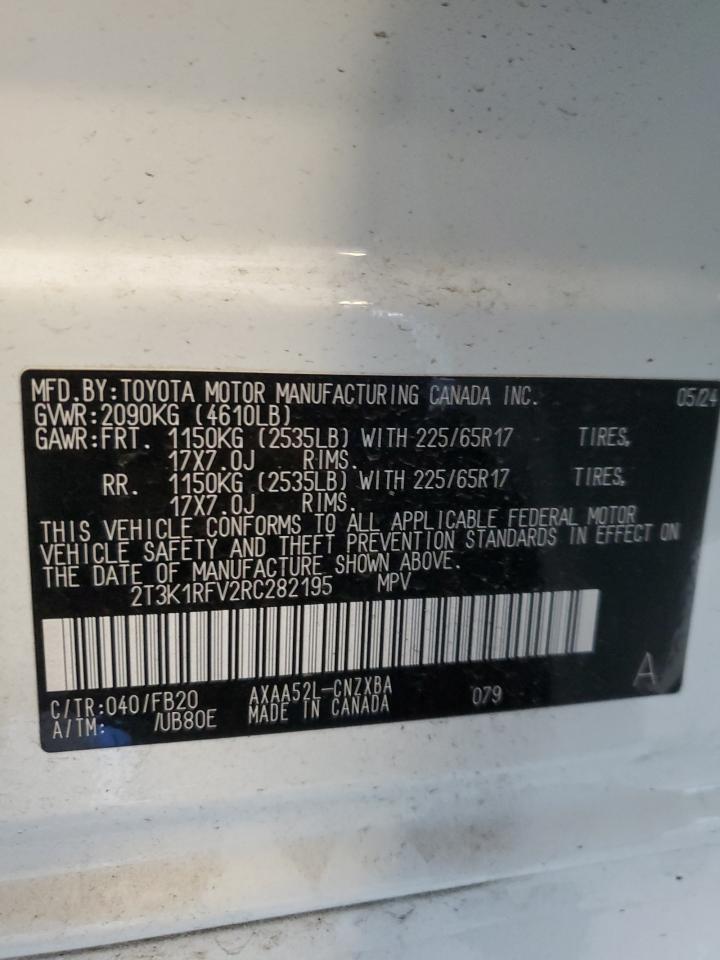 MFD.BY:TOYOTA MOTOR MANUFACTURING CANADA INC. 05/24
GVWR:2090KG (4610LB)
GAWR:FRT. 1150KG (2535LB) WITH 225/65R17 TIRES,
17X7.0J RIMS.
RR. 1150KG (2535LB) WITH 225/65R17 TIRES,
17X7.0J RIMS.
THIS VEHICLE CONFORMS TO ALL APPLICABLE FEDERAL MOTOR
VEHICLE SAFETY AND THEFT PREVENTION STANDARDS IN EFFECT ON
THE DATE OF MANUFACTURE SHOWN ABOVE.
2T3K1RFV2RC282195 MPV
C/TR:040/FB20 AXAA52L-CNZXBA 079 A
A/TM: /UB80E MADE IN CANADA